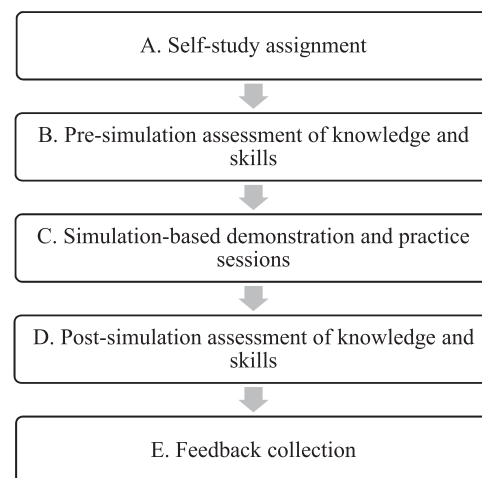 A. Self-study assignment
B. Pre-simulation assessment of knowledge and
skills
C. Simulation-based demonstration and practice
sessions
D. Post-simulation assessment of knowledge and
skills
E. Feedback collection